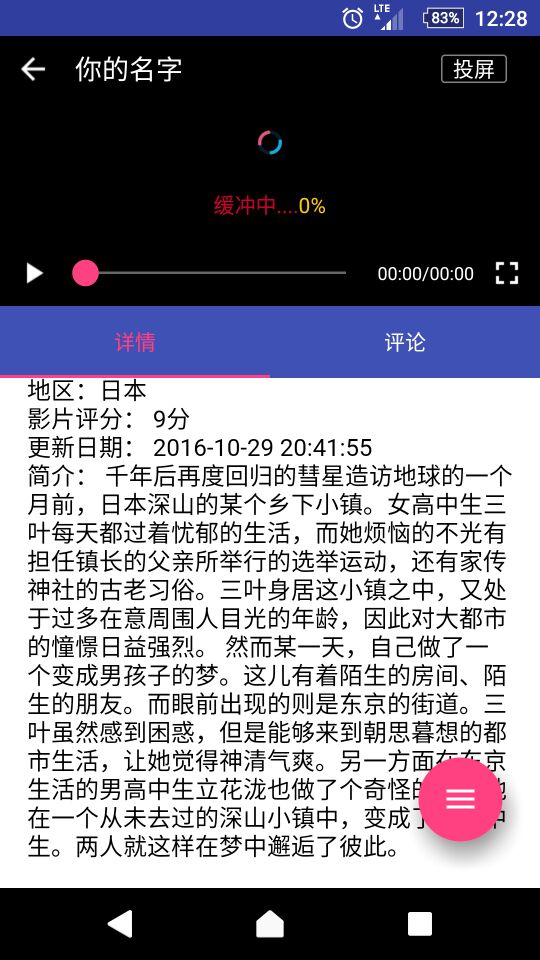 LTE
83%
12:28
你的名字
投屏
缓冲中....0%
00:00/00:00
详情
评论
地区：日本
影片评分： 9分
更新日期： 2016-10-29 20:41:55
简介： 千年后再度回归的彗星造访地球的一个
月前，日本深山的某个乡下小镇。女高中生三
叶每天都过着忧郁的生活，而她烦恼的不光有
担任镇长的父亲所举行的选举运动，还有家传
神社的古老习俗。三叶身居这小镇之中，又处
于过多在意周围人目光的年龄，因此对大都市
的憧憬日益强烈。 然而某一天，自己做了一
个变成男孩子的梦。这儿有着陌生的房间、陌
生的朋友。而眼前出现的则是东京的街道。三
叶虽然感到困惑，但是能够来到朝思暮想的都
市生活，让她觉得神清气爽。另一方面在东京
生活的男高中生立花泷也做了个奇怪的
在一个从未去过的深山小镇中，变成了
生。两人就这样在梦中邂逅了彼此。